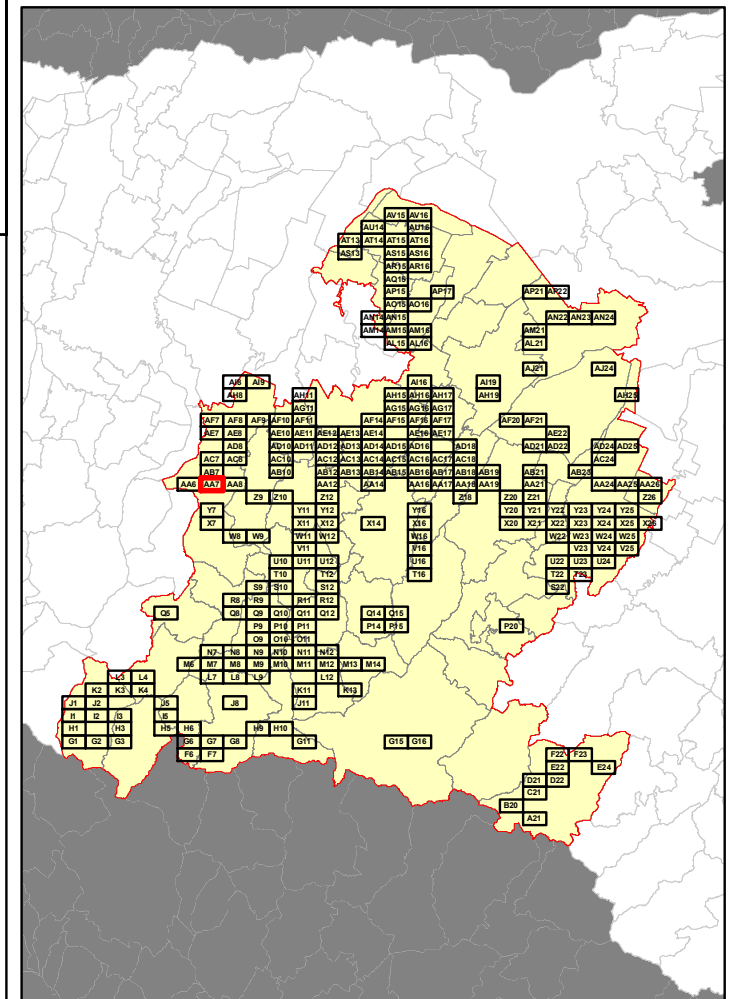 AV15 AV16
AU14 AU16
AT13 AT14 AT15 AT16
AS13 AS15 AS16
AR15 AR16
AQ15
AP15 AP17 AP21 AP22
AO15 AO16
AN14 AN15 AN22 AN23 AN24
AM14 AM15 AM16 AM21
AL15 AL16 AL21
AJ21 AJ24
AI8 AI9 AI16 AI19
AH8 AH11 AH15 AH16 AH17 AH19 AH25
AG11 AG15 AG16 AG17
AF7 AF8 AF9 AF10 AF11 AF14 AF15 AF16 AF17 AF20 AF21
AE7 AE8 AE10 AE11 AE12 AE13 AE14 AE16 AE17 AE22
AD8 AD10 AD11 AD12 AD13 AD14 AD15 AD16 AD18 AD21 AD22 AD24 AD25
AC7 AC8 AC10 AC12 AC13 AC14 AC15 AC16 AC17 AC18 AC24
AB7 AB10 AB12 AB13 AB14 AB15 AB16 AB17 AB18 AB19 AB21 AB23
AA6 AA7 AA8 AA12 AA14 AA16 AA17 AA18 AA19 AA21 AA24 AA25 AA26
Z9 Z10 Z12 Z18 Z20 Z21 Z26
Y7 Y11 Y12 Y16 Y20 Y21 Y22 Y23 Y24 Y25
X7 X11 X12 X14 X16 X20 X21 X22 X23 X24 X25 X26
W8 W9 W11 W12 W16 W22 W23 W24 W25
V11 V16 V23 V24 V25
U10 U11 U12 U16 U22 U23 U24
T10 T12 T16 T22 T23
S9 S10 S12 S22
R8 R9 R11 R12
Q5 Q8 Q9 Q10 Q11 Q12 Q14 Q15
P9 P10 P11 P14 P15 P20
O9 O10 O11
N7 N8 N9 N10 N11 N12
M6 M7 M8 M9 M10 M11 M12 M13 M14
L3 L4 L7 L8 L9 L12
K2 K3 K4 K11 K13
J1 J2 J5 J8 J11
I1 I2 I3 I5
H1 H3 H5 H6 H9 H10
G1 G2 G3 G6 G7 G8 G11 G15 G16
F6 F7 F22 F23
E22 E24
D21 D22
C21
B20
A21